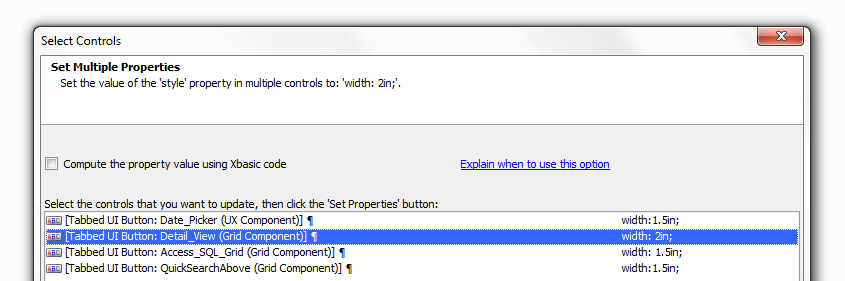 Select Controls
Set Multiple Properties
Set the value of the 'style' property in multiple controls to: 'width: 2in;'.
Compute the property value using Xbasic code
Explain when to use this option
Select the controls that you want to update, then click the 'Set Properties' button:
ABC [Tabbed UI Button: Date_Picker (UX Component)] ¶ width:1.5in;
ABC [Tabbed UI Button: Detail_View (Grid Component)] ¶ width: 2in;
ABC [Tabbed UI Button: Access_SQL_Grid (Grid Component)] ¶ width: 1.5in;
ABC [Tabbed UI Button: QuickSearchAbove (Grid Component)] ¶ width:1.5in;